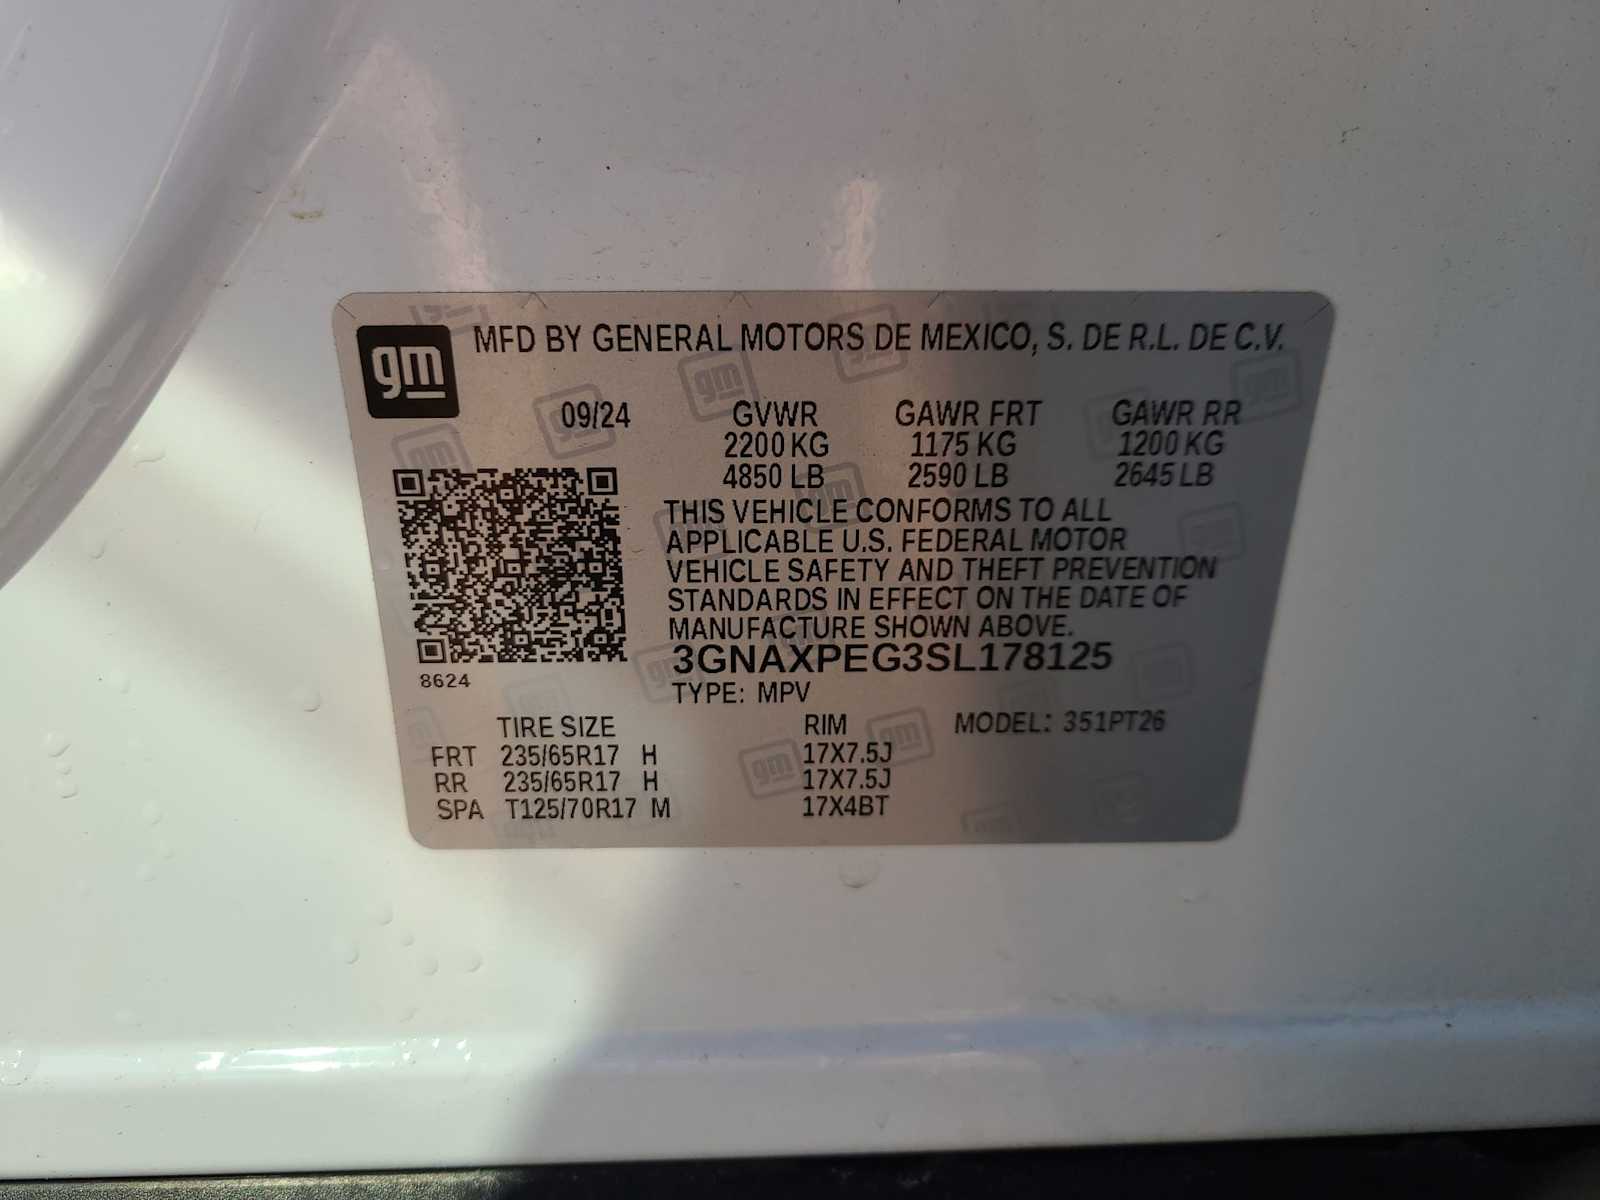 gm
MFD BY GENERAL MOTORS DE MEXICO, S. DE R.L. DE C.V.
09/24 GVWR GAWR FRT GAWR RR
2200 KG 1175 KG 1200 KG
4850 LB 2590 LB 2645 LB
THIS VEHICLE CONFORMS TO ALL
APPLICABLE U.S. FEDERAL MOTOR
VEHICLE SAFETY AND THEFT PREVENTION
STANDARDS IN EFFECT ON THE DATE OF
MANUFACTURE SHOWN ABOVE.
3GNAXPEG3SL178125
8624
TYPE: MPV
TIRE SIZE RIM MODEL: 351PT26
FRT 235/65R17 H 17X7.5J
RR 235/65R17 H 17X7.5J
SPA T125/70R17 M 17X4BT